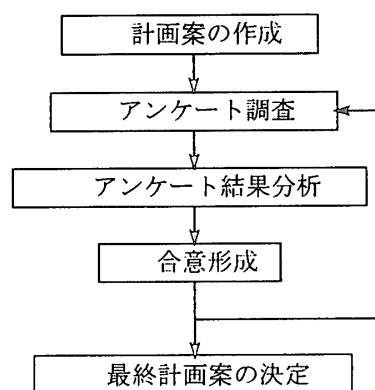 計画案の作成
アンケート調査
アンケート結果分析
合意形成
最終計画案の決定